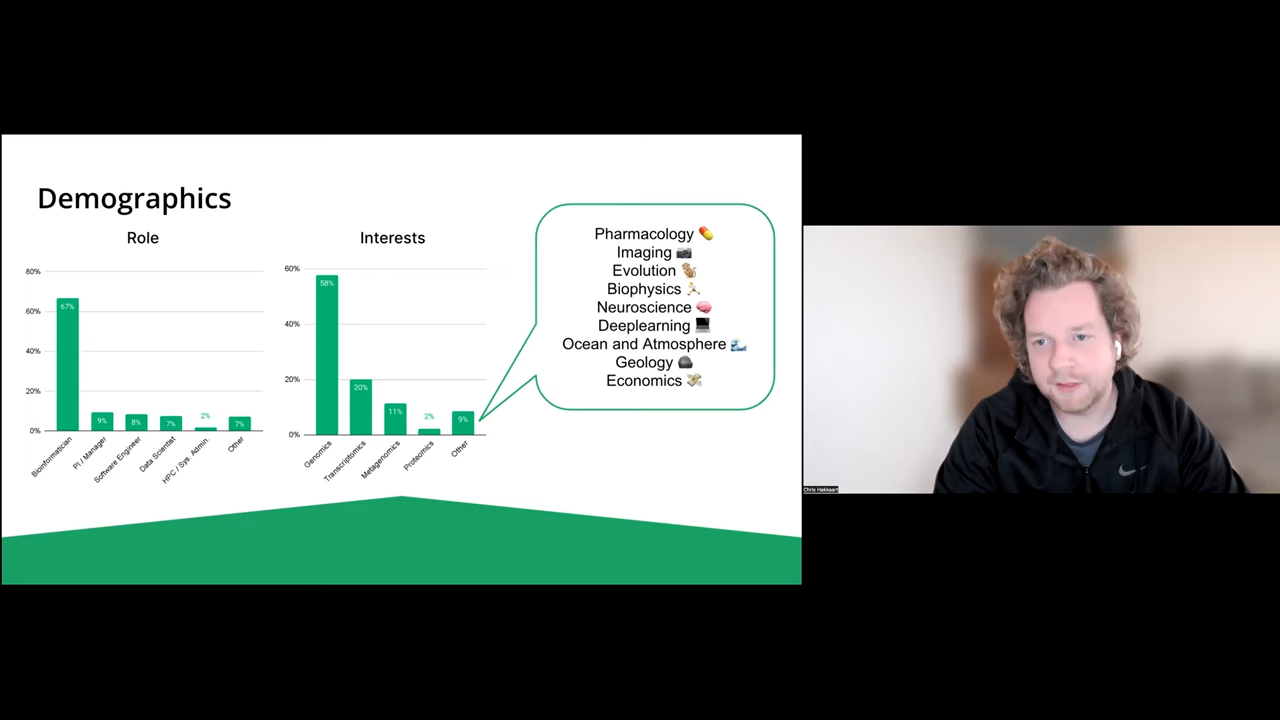 Demographics
Role
80%
60%
40%
20%
0%
67%
9%
8%
7%
2%
7%
Bioinformatician
PI / Manager
Software Engineer
Data Scientist
HPC / Sys. Admin.
Other
Interests
60%
40%
20%
0%
58%
20%
11%
2%
9%
Genomics
Transcriptomics
Metagenomics
Proteomics
Other
Pharmacology 💊
Imaging 📷
Evolution 🐒
Biophysics 🏃
Neuroscience 🧠
Deeplearning 💻
Ocean and Atmosphere 🌊
Geology 🪨
Economics 💸
Chris Hakkaart